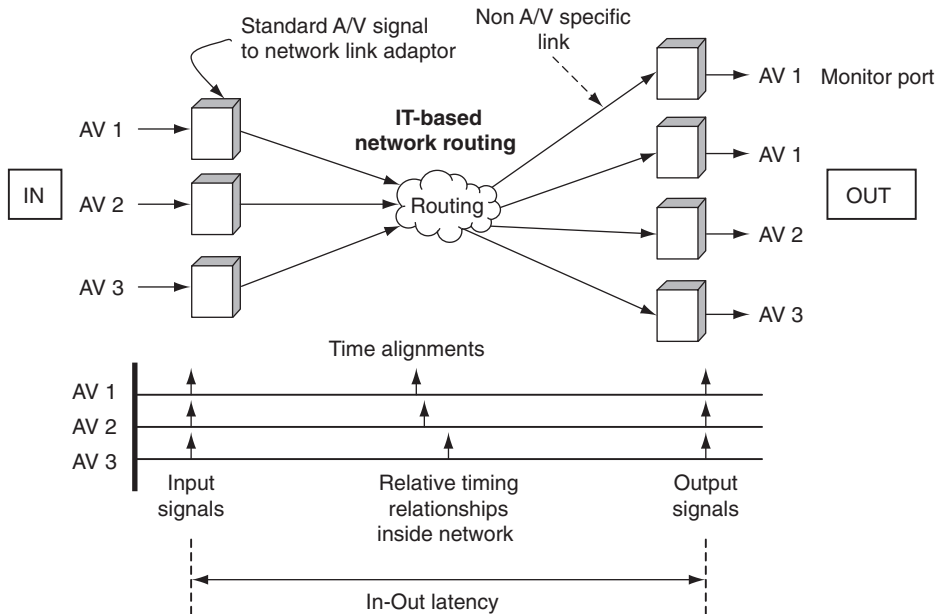 Standard A/V signal
to network link adaptor
Non A/V specific
link
AV 1 Monitor port
AV 1
IT-based
network routing
AV 1
IN
AV 2
Routing
OUT
AV 2
AV 3
AV 3
Time alignments
AV 1
AV 2
AV 3
Input
signals
Relative timing
relationships
inside network
Output
signals
In-Out latency